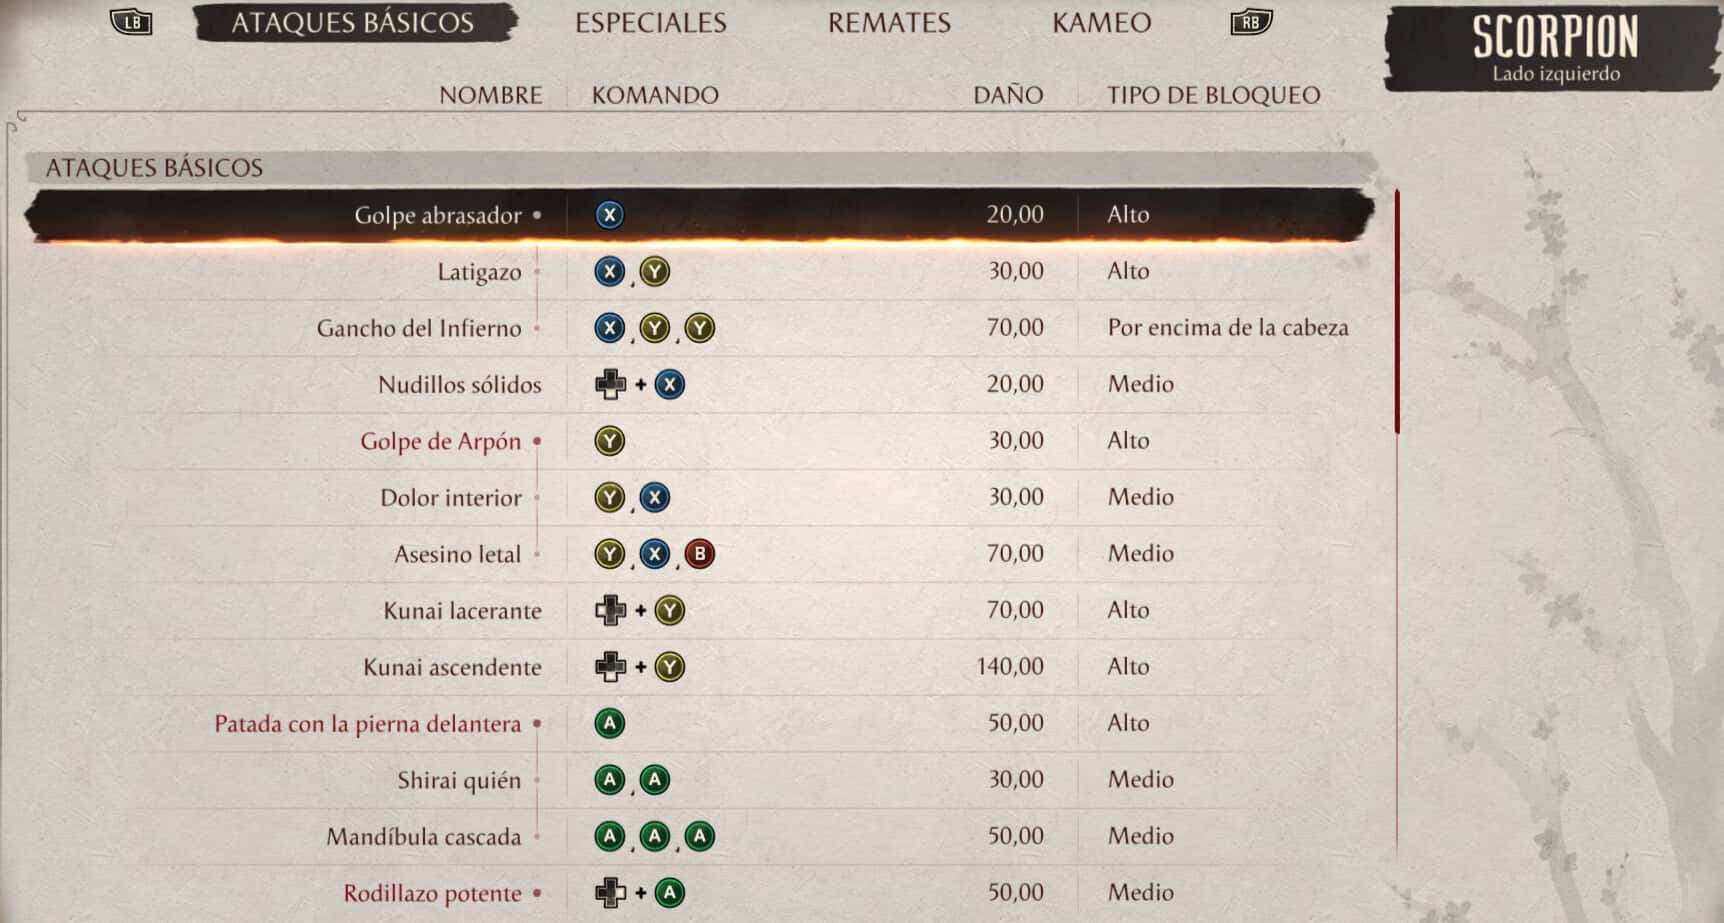 LB ATAQUES BÁSICOS ESPECIALES REMATES KAMEO RB
SCORPION
Lado izquierdo
NOMBRE KOMANDO DAÑO TIPO DE BLOQUEO
ATAQUES BÁSICOS
Golpe abrasador X 20,00 Alto
Latigazo X , Y 30,00 Alto
Gancho del Infierno X , Y , Y 70,00 Por encima de la cabeza
Nudillos sólidos + X 20,00 Medio
Golpe de Arpón Y 30,00 Alto
Dolor interior Y , X 30,00 Medio
Asesino letal Y , X , B 70,00 Medio
Kunai lacerante + Y 70,00 Alto
Kunai ascendente + Y 140,00 Alto
Patada con la pierna delantera A 50,00 Alto
Shirai quién A , A 30,00 Medio
Mandíbula cascada A , A , A 50,00 Medio
Rodillazo potente + A 50,00 Medio